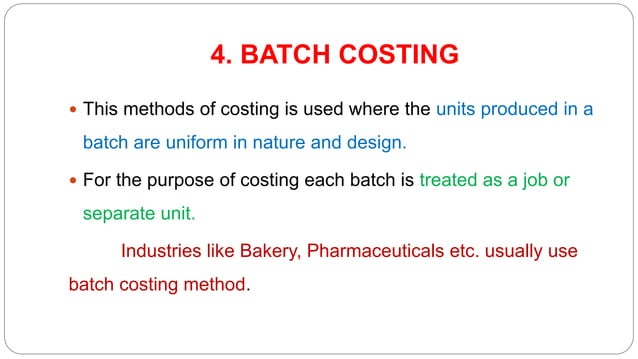 4. BATCH COSTING
• This methods of costing is used where the units produced in a
batch are uniform in nature and design.
• For the purpose of costing each batch is treated as a job or
separate unit.
Industries like Bakery, Pharmaceuticals etc. usually use
batch costing method.